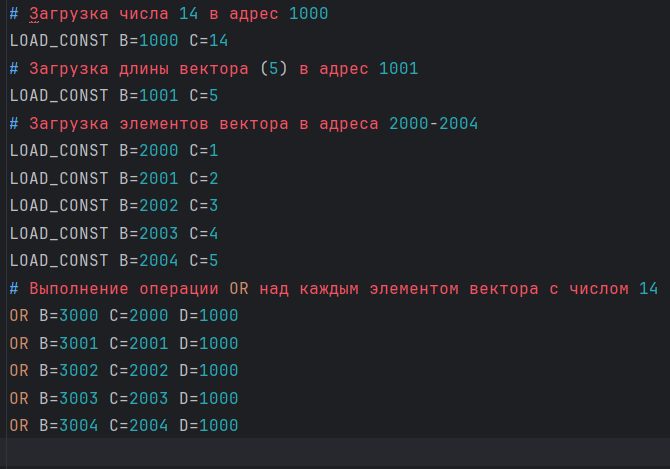 # Загрузка числа 14 в адрес 1000
LOAD_CONST B=1000 C=14
# Загрузка длины вектора (5) в адрес 1001
LOAD_CONST B=1001 C=5
# Загрузка элементов вектора в адреса 2000-2004
LOAD_CONST B=2000 C=1
LOAD_CONST B=2001 C=2
LOAD_CONST B=2002 C=3
LOAD_CONST B=2003 C=4
LOAD_CONST B=2004 C=5
# Выполнение операции OR над каждым элементом вектора с числом 14
OR B=3000 C=2000 D=1000
OR B=3001 C=2001 D=1000
OR B=3002 C=2002 D=1000
OR B=3003 C=2003 D=1000
OR B=3004 C=2004 D=1000